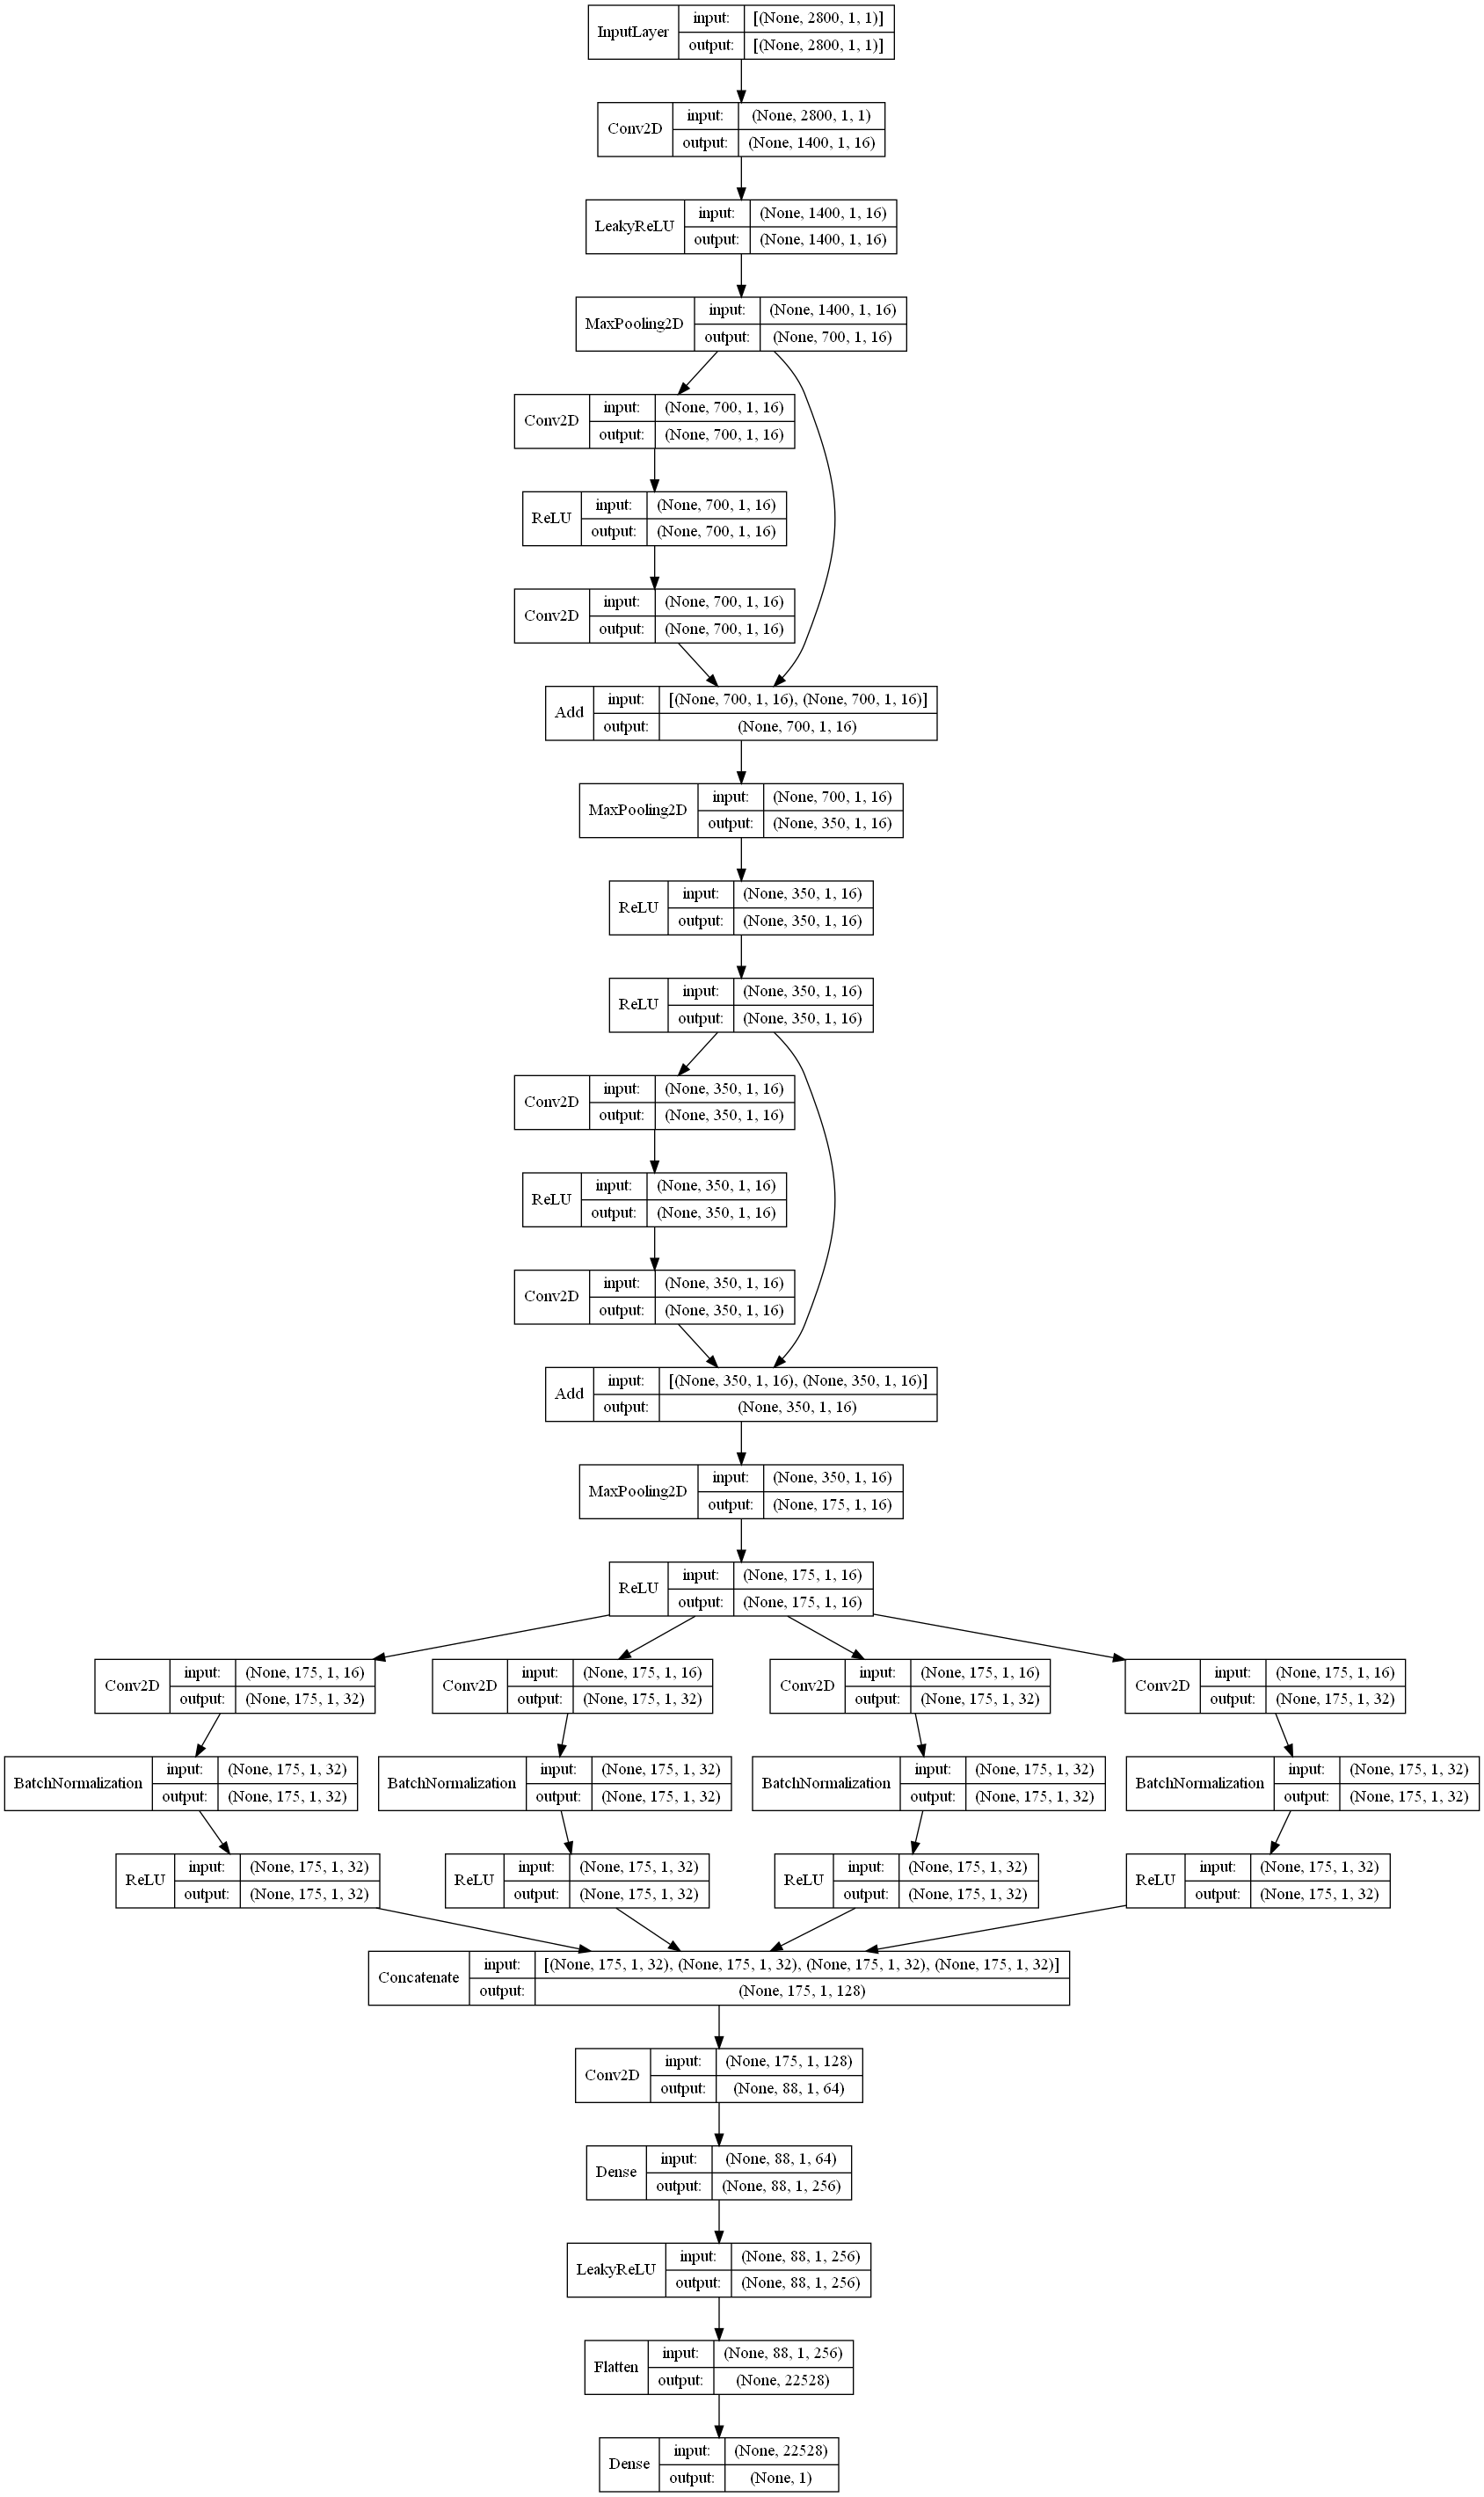 InputLayer input: [(None, 2800, 1, 1)]
output: [(None, 2800, 1, 1)]
Conv2D input: (None, 2800, 1, 1)
output: (None, 1400, 1, 16)
LeakyReLU input: (None, 1400, 1, 16)
output: (None, 1400, 1, 16)
MaxPooling2D input: (None, 1400, 1, 16)
output: (None, 700, 1, 16)
Conv2D input: (None, 700, 1, 16)
output: (None, 700, 1, 16)
ReLU input: (None, 700, 1, 16)
output: (None, 700, 1, 16)
Conv2D input: (None, 700, 1, 16)
output: (None, 700, 1, 16)
Add input: [(None, 700, 1, 16), (None, 700, 1, 16)]
output: (None, 700, 1, 16)
MaxPooling2D input: (None, 700, 1, 16)
output: (None, 350, 1, 16)
ReLU input: (None, 350, 1, 16)
output: (None, 350, 1, 16)
ReLU input: (None, 350, 1, 16)
output: (None, 350, 1, 16)
Conv2D input: (None, 350, 1, 16)
output: (None, 350, 1, 16)
ReLU input: (None, 350, 1, 16)
output: (None, 350, 1, 16)
Conv2D input: (None, 350, 1, 16)
output: (None, 350, 1, 16)
Add input: [(None, 350, 1, 16), (None, 350, 1, 16)]
output: (None, 350, 1, 16)
MaxPooling2D input: (None, 350, 1, 16)
output: (None, 175, 1, 16)
ReLU input: (None, 175, 1, 16)
output: (None, 175, 1, 16)
Conv2D input: (None, 175, 1, 16)
output: (None, 175, 1, 32)
Conv2D input: (None, 175, 1, 16)
output: (None, 175, 1, 32)
Conv2D input: (None, 175, 1, 16)
output: (None, 175, 1, 32)
Conv2D input: (None, 175, 1, 16)
output: (None, 175, 1, 32)
BatchNormalization input: (None, 175, 1, 32)
output: (None, 175, 1, 32)
BatchNormalization input: (None, 175, 1, 32)
output: (None, 175, 1, 32)
BatchNormalization input: (None, 175, 1, 32)
output: (None, 175, 1, 32)
BatchNormalization input: (None, 175, 1, 32)
output: (None, 175, 1, 32)
ReLU input: (None, 175, 1, 32)
output: (None, 175, 1, 32)
ReLU input: (None, 175, 1, 32)
output: (None, 175, 1, 32)
ReLU input: (None, 175, 1, 32)
output: (None, 175, 1, 32)
ReLU input: (None, 175, 1, 32)
output: (None, 175, 1, 32)
Concatenate input: [(None, 175, 1, 32), (None, 175, 1, 32), (None, 175, 1, 32), (None, 175, 1, 32)]
output: (None, 175, 1, 128)
Conv2D input: (None, 175, 1, 128)
output: (None, 88, 1, 64)
Dense input: (None, 88, 1, 64)
output: (None, 88, 1, 256)
LeakyReLU input: (None, 88, 1, 256)
output: (None, 88, 1, 256)
Flatten input: (None, 88, 1, 256)
output: (None, 22528)
Dense input: (None, 22528)
output: (None, 1)